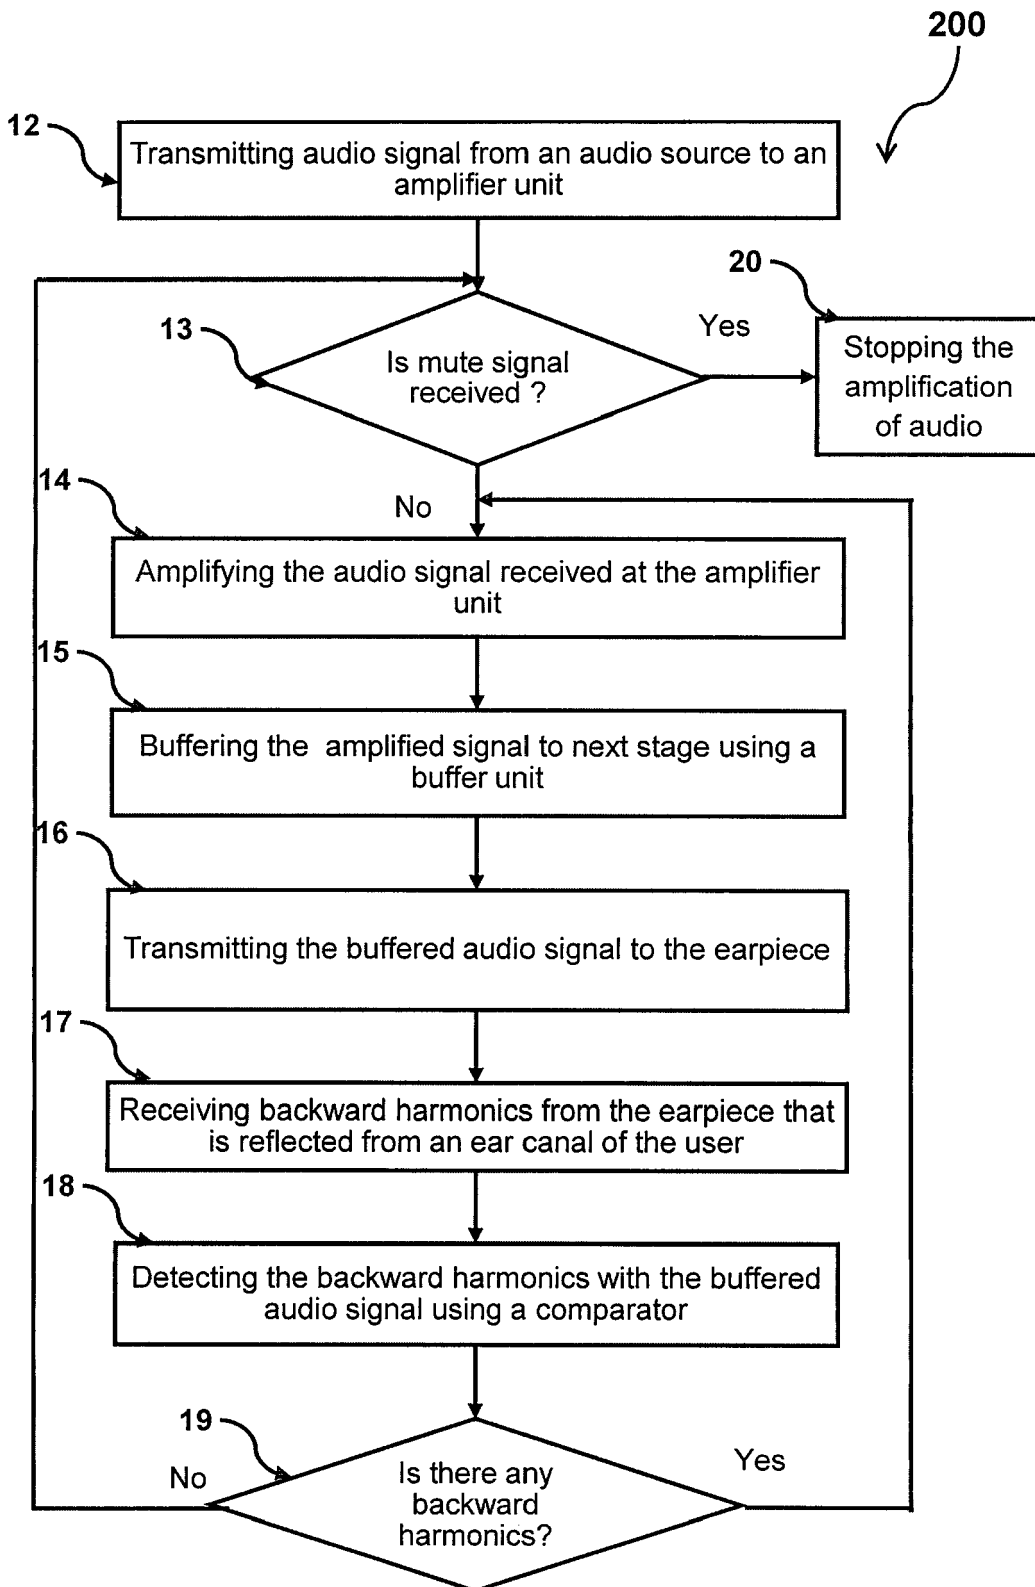 200
12
Transmitting audio signal from an audio source to an
amplifier unit
20
13
Yes
Is mute signal
received ?
Stopping the
amplification
of audio
14
No
Amplifying the audio signal received at the amplifier
unit
15
Buffering the amplified signal to next stage using a
buffer unit
16
Transmitting the buffered audio signal to the earpiece
17
Receiving backward harmonics from the earpiece that
is reflected from an ear canal of the user
18
Detecting the backward harmonics with the buffered
audio signal using a comparator
19
No
Yes
Is there any
backward
harmonics?